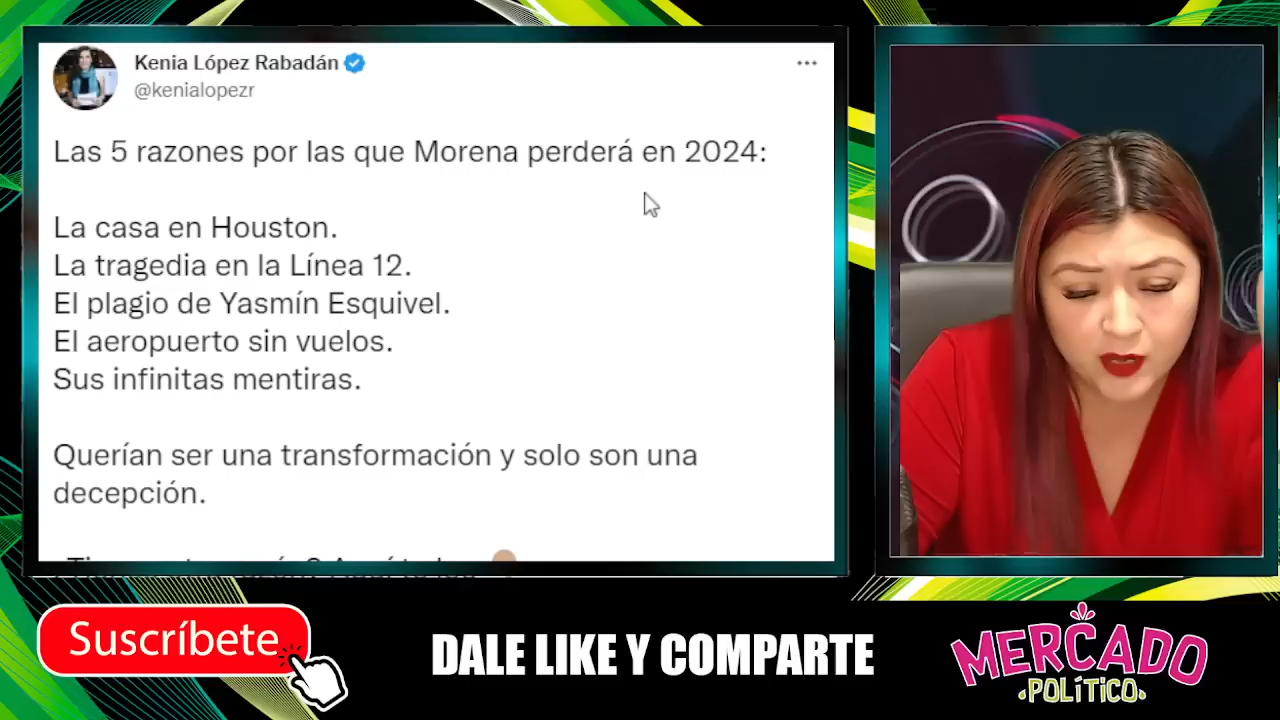 Kenia López Rabadán
@kenialopezr
Las 5 razones por las que Morena perderá en 2024:
La casa en Houston.
La tragedia en la Línea 12.
El plagio de Yasmín Esquivel.
El aeropuerto sin vuelos.
Sus infinitas mentiras.
Querían ser una transformación y solo son una
decepción.
Suscríbete
DALE LIKE Y COMPARTE
MERCADO
POLÍTICO